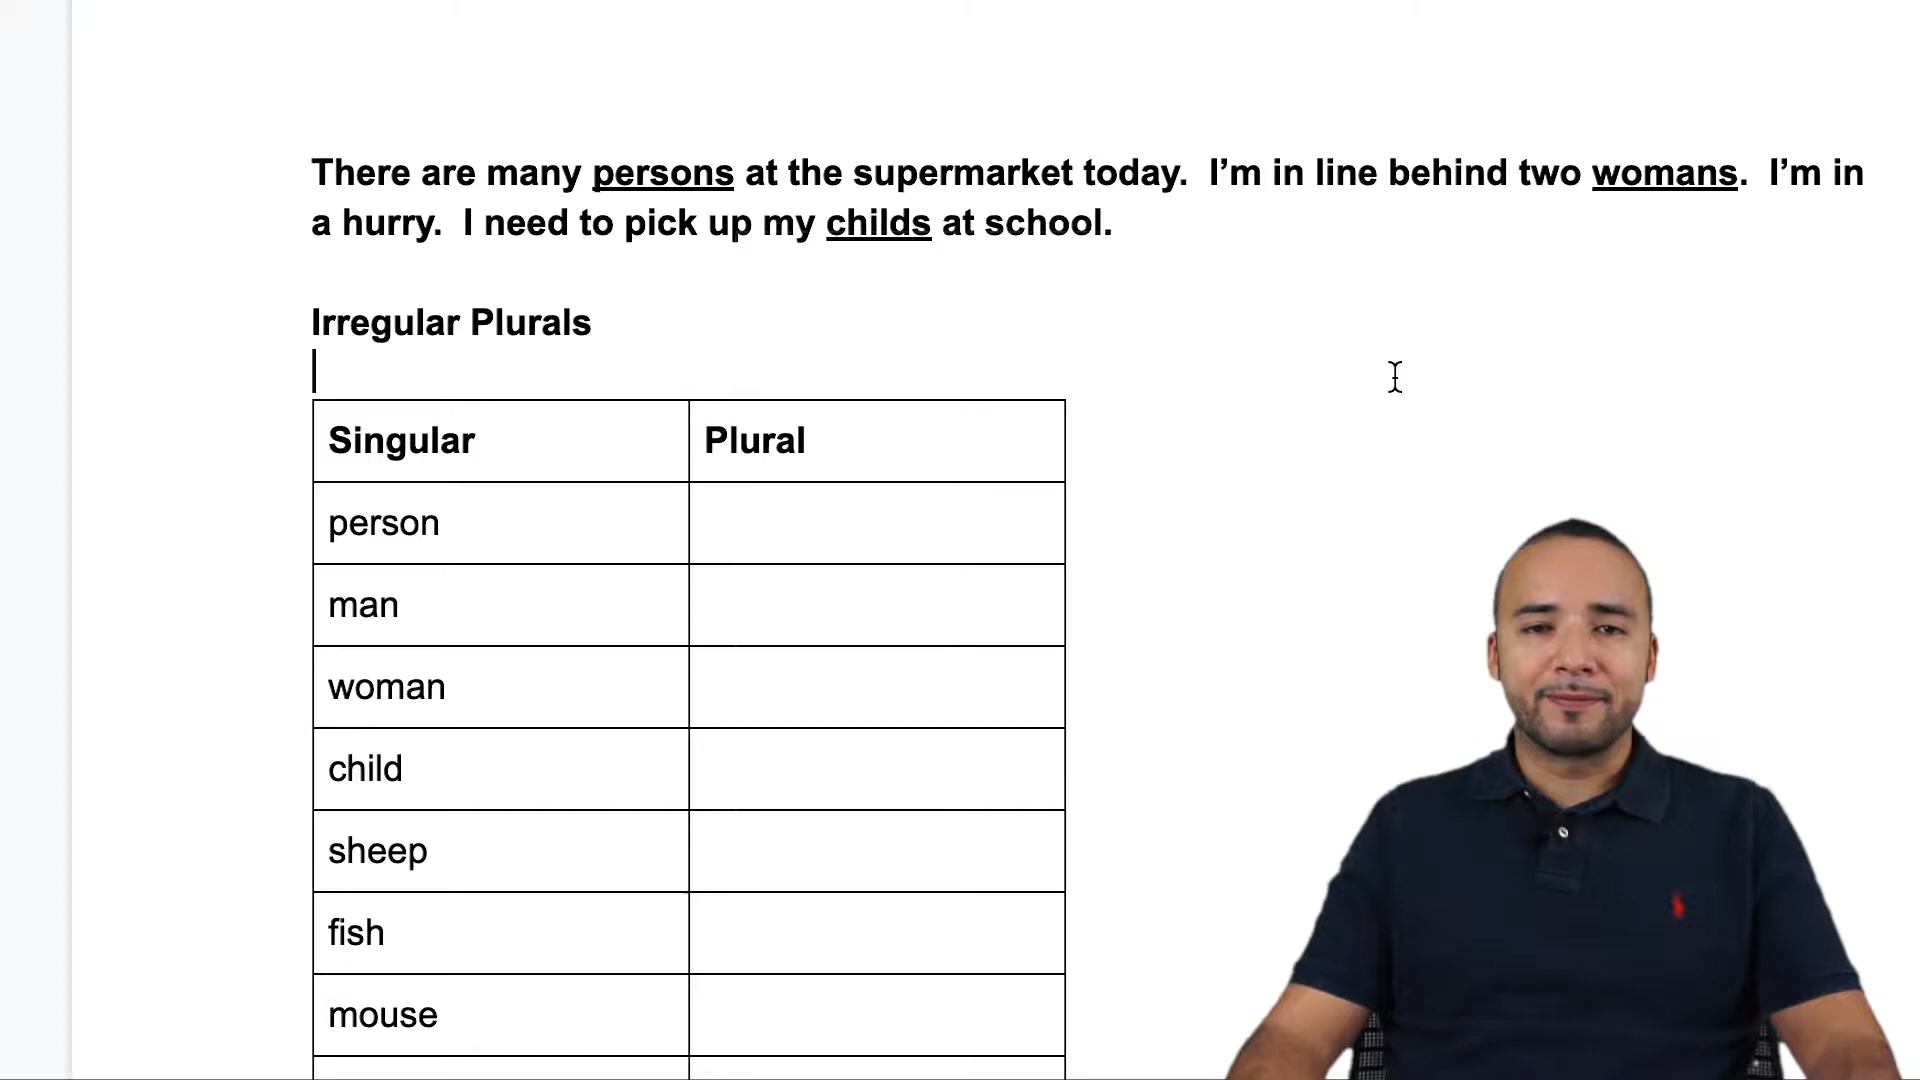 There are many persons at the supermarket today.  I’m in line behind two womans.  I’m in
a hurry.  I need to pick up my childs at school.
Irregular Plurals
Singular Plural
person
man
woman
child
sheep
fish
mouse